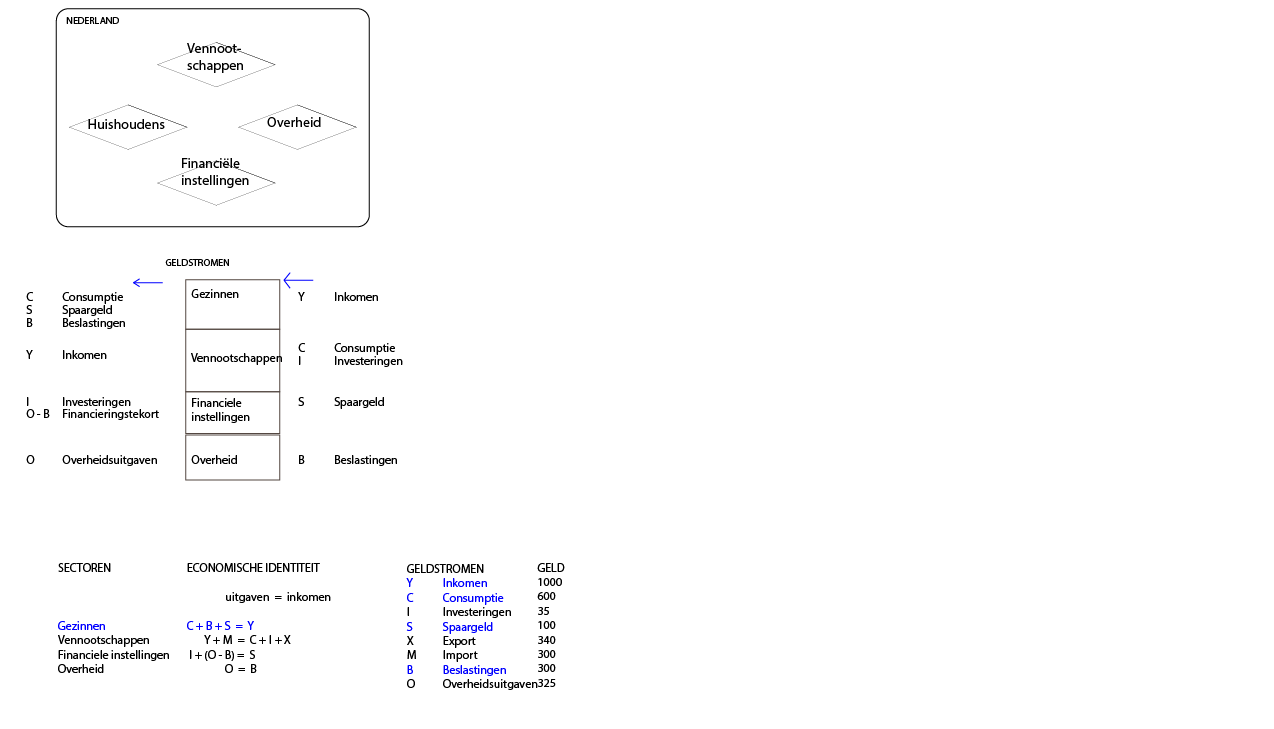 NEDERLAND
Vennoot-
schappen
Huishoudens
Overheid
Financiële
instellingen
GELDSTROMEN
C Consumptie
S Spaargeld
B Beslastingen
Gezinnen
Y Inkomen
Y Inkomen
Vennootschappen
C Consumptie
I Investeringen
I Investeringen
O - B Financieringstekort
Financiele
instellingen
S Spaargeld
O Overheidsuitgaven
Overheid
B Beslastingen
SECTOREN ECONOMISCHE IDENTITEIT
uitgaven = inkomen
Gezinnen C + B + S = Y
Vennootschappen Y + M = C + I + X
Financiele instellingen I + (O - B) = S
Overheid O = B
GELDSTROMEN GELD
Y Inkomen 1000
C Consumptie 600
I Investeringen 35
S Spaargeld 100
X Export 340
M Import 300
B Beslastingen 300
O Overheidsuitgaven 325